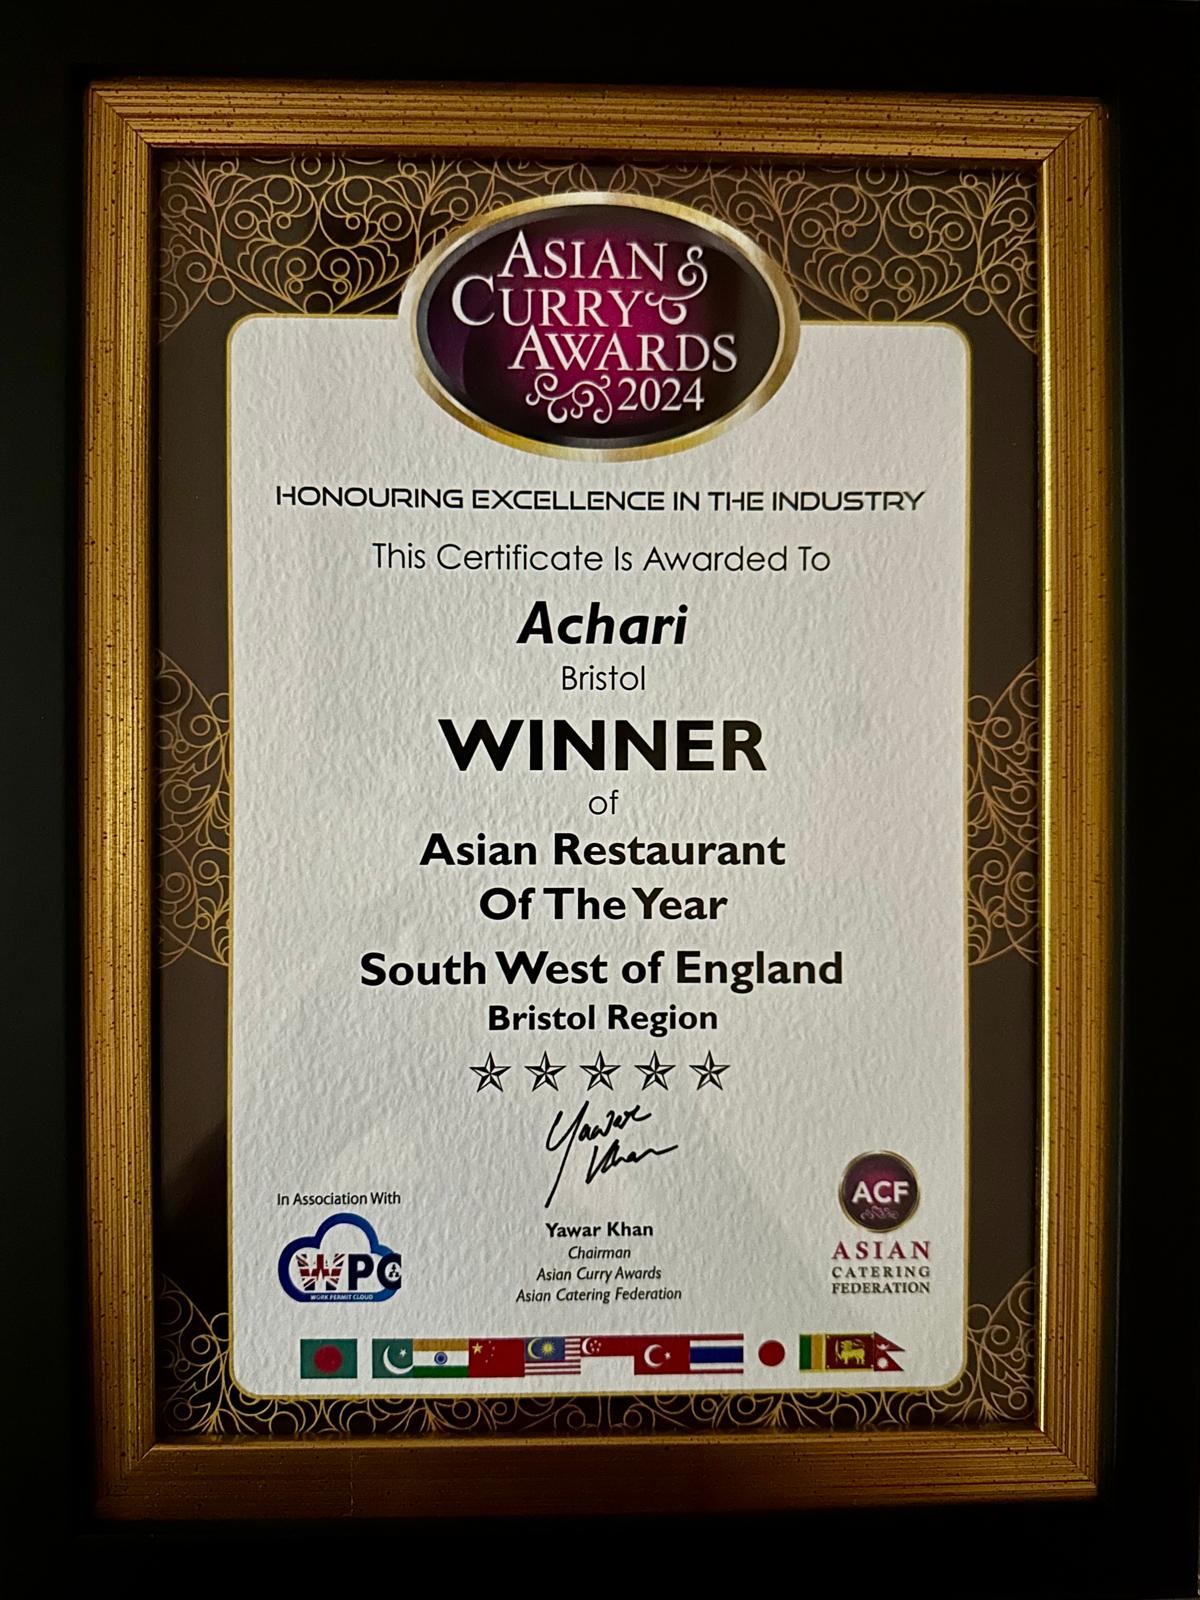 ASIAN &
CURRY
AWARDS
2024
HONOURING EXCELLENCE IN THE INDUSTRY
This Certificate Is Awarded To
Achari
Bristol
WINNER
of
Asian Restaurant
Of The Year
South West of England
Bristol Region
Yawar
Khan
In Association With
WPC
WORK PERMIT CLOUD
Yawar Khan
Chairman
Asian Curry Awards
Asian Catering Federation
ACF
ASIAN
CATERING
FEDERATION